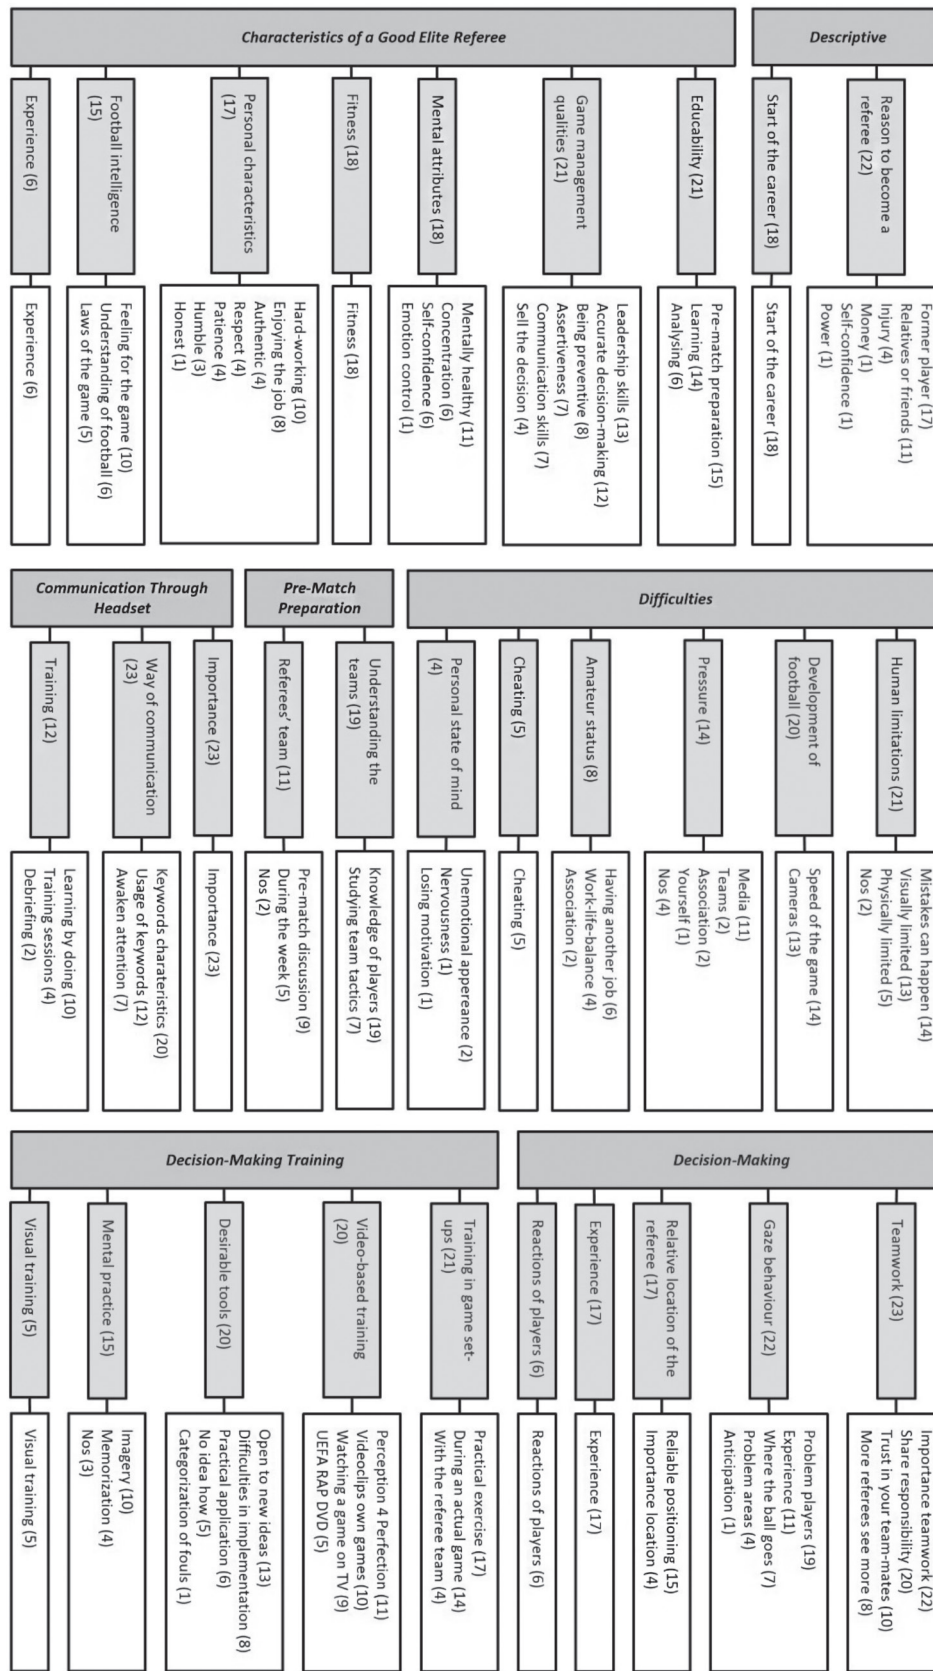 Descriptive
Reason to become a
referee (22)
Former player (17)
Relatives or friends (11)
Injury (4)
Money (1)
Self-confidence (1)
Power (1)
Start of the career (18)
Start of the career (18)
Characteristics of a Good Elite Referee
Educability (21)
Pre-match preparation (15)
Learning (14)
Analysing (6)
Game management
qualities (21)
Leadership skills (13)
Accurate decision-making (12)
Being preventive (8)
Assertiveness (7)
Communication skills (7)
Sell the decision (4)
Mental attributes (18)
Mentally healthy (11)
Concentration (6)
Self-confidence (6)
Emotion control (1)
Fitness (18)
Fitness (18)
Personal characteristics
(17)
Hard-working (10)
Enjoying the job (8)
Authentic (4)
Respect (4)
Patience (4)
Humble (3)
Honest (1)
Football intelligence
(15)
Feeling for the game (10)
Understanding of football (6)
Laws of the game (5)
Experience (6)
Experience (6)
Difficulties
Human limitations (21)
Mistakes can happen (14)
Visually limited (13)
Physically limited (5)
Nos (2)
Development of
football (20)
Speed of the game (14)
Cameras (13)
Pressure (14)
Media (11)
Teams (2)
Association (2)
Yourself (1)
Nos (4)
Amateur status (8)
Having another job (6)
Work-life-balance (4)
Association (2)
Cheating (5)
Cheating (5)
Personal state of mind
(4)
Unemotional appereance (2)
Nervousness (1)
Losing motivation (1)
Pre-Match
Preparation
Understanding the
teams (19)
Knowledge of players (19)
Studying team tactics (7)
Referees' team (11)
Pre-match discussion (9)
During the week (5)
Nos (2)
Communication Through
Headset
Importance (23)
Importance (23)
Way of communication
(23)
Keywords charateristics (20)
Usage of keywords (12)
Awaken attention (7)
Training (12)
Learning by doing (10)
Training sessions (4)
Debriefing (2)
Decision-Making
Teamwork (23)
Importance teamwork (22)
Share responsibility (20)
Trust in your team-mates (10)
More referees see more (8)
Gaze behaviour (22)
Problem players (19)
Experience (11)
Where the ball goes (7)
Problem areas (4)
Anticipation (1)
Relative location of the
referee (17)
Reliable positioning (15)
Importance location (4)
Experience (17)
Experience (17)
Reactions of players (6)
Reactions of players (6)
Decision-Making Training
Training in game set-
ups (21)
Practical exercise (17)
During an actual game (14)
With the referee team (4)
Video-based training
(20)
Perception 4 Perfection (11)
Videoclips own games (10)
Watching a game on TV (9)
UEFA RAP DVD (5)
Desirable tools (20)
Open to new ideas (13)
Difficulties in implementation (8)
Practical application (6)
No idea how (5)
Categorization of fouls (1)
Mental practice (15)
Imagery (10)
Memorization (4)
Nos (3)
Visual training (5)
Visual training (5)